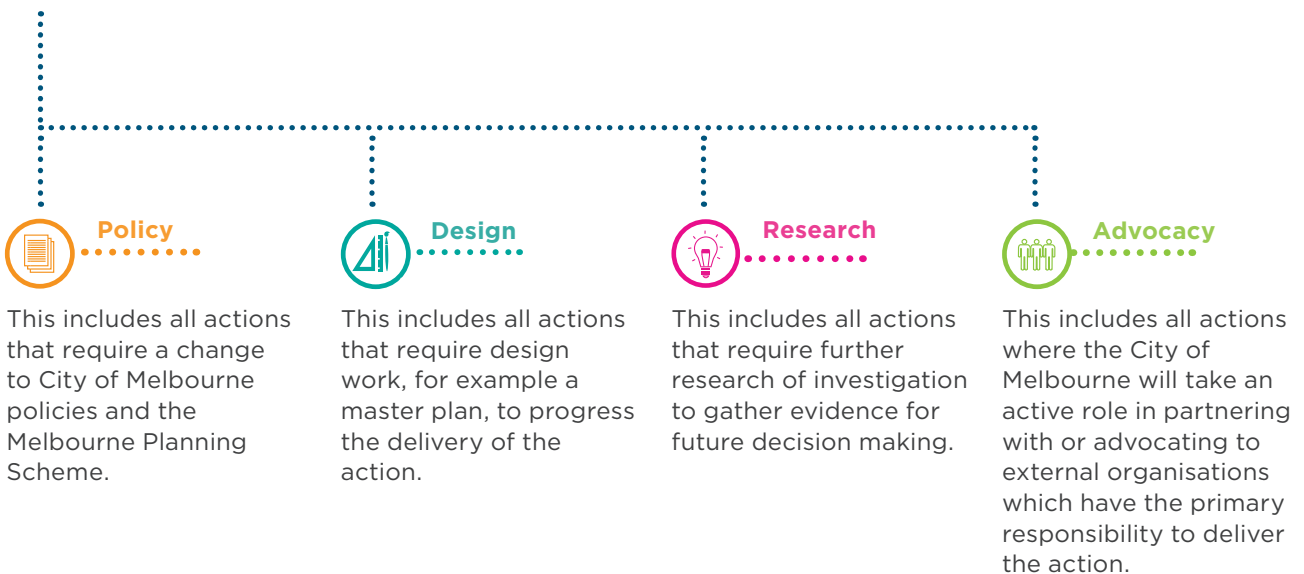 Policy
This includes all actions
that require a change
to City of Melbourne
policies and the
Melbourne Planning
Scheme.
Design
This includes all actions
that require design
work, for example a
master plan, to progress
the delivery of the
action.
Research
This includes all actions
that require further
research of investigation
to gather evidence for
future decision making.
Advocacy
This includes all actions
where the City of
Melbourne will take an
active role in partnering
with or advocating to
external organisations
which have the primary
responsibility to deliver
the action.